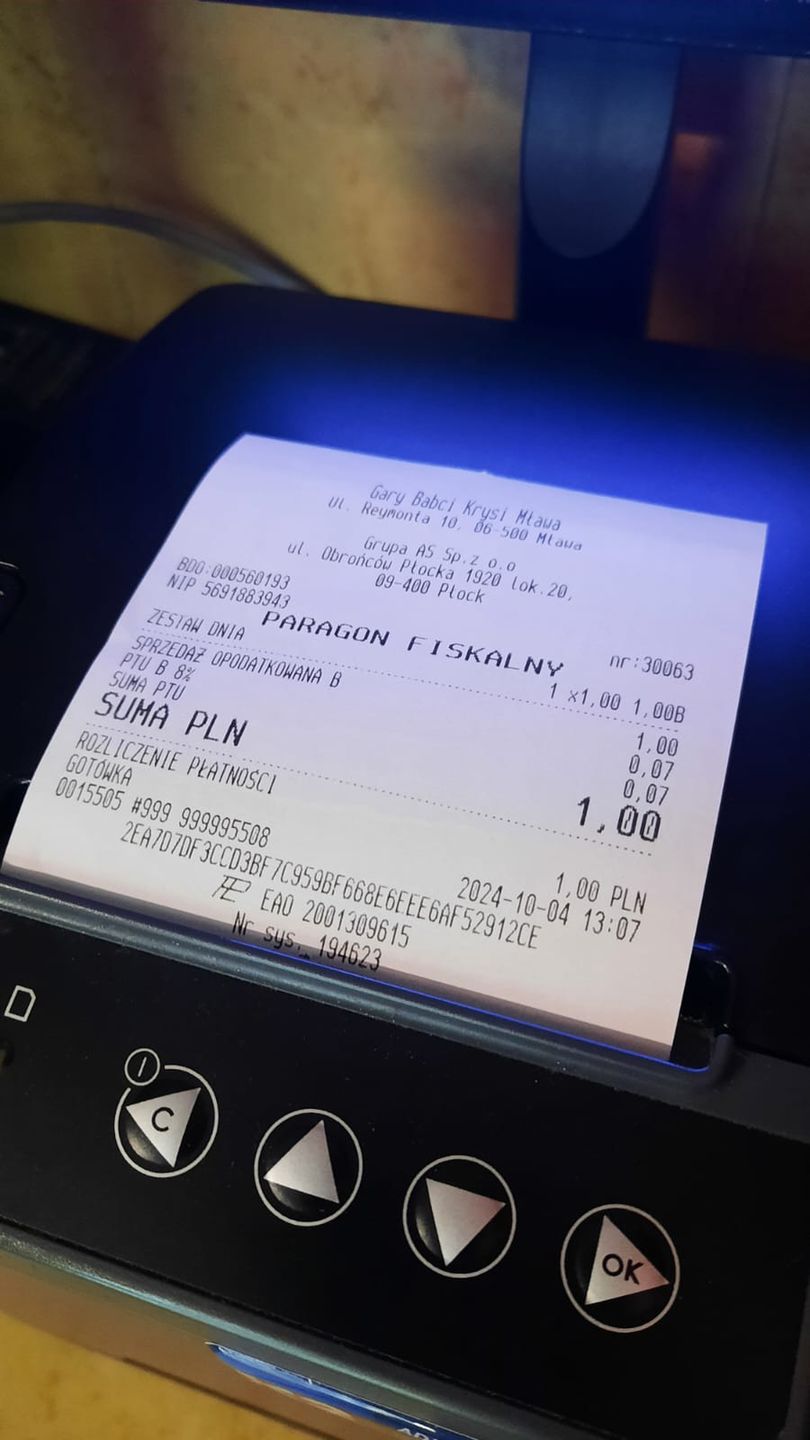 Gary Babci Krysi Mława
ul. Reymonta 10, 06-500 Mława
Grupa AS Sp.z o.o
ul. Obrońców Płocka 1920 lok.20,
09-400 Płock
BDO:000560193
NIP 5691883943
PARAGON FISKALNY nr:30063
ZESTAW DNIA 1 x1,00 1,00B
SPRZEDAŻ OPODATKOWANA B 1,00
PTU B 8% 0,07
SUMA PTU 0,07
SUMA PLN 1,00
ROZLICZENIE PŁATNOŚCI
GOTÓWKA 1,00 PLN
0015505 #999 999995508 2024-10-04 13:07
2EA7D7DF3CCD3BF7C959BF668E6EEE6AF52912CE
EAO 2001309615
Nr sys. 194623
C
OK